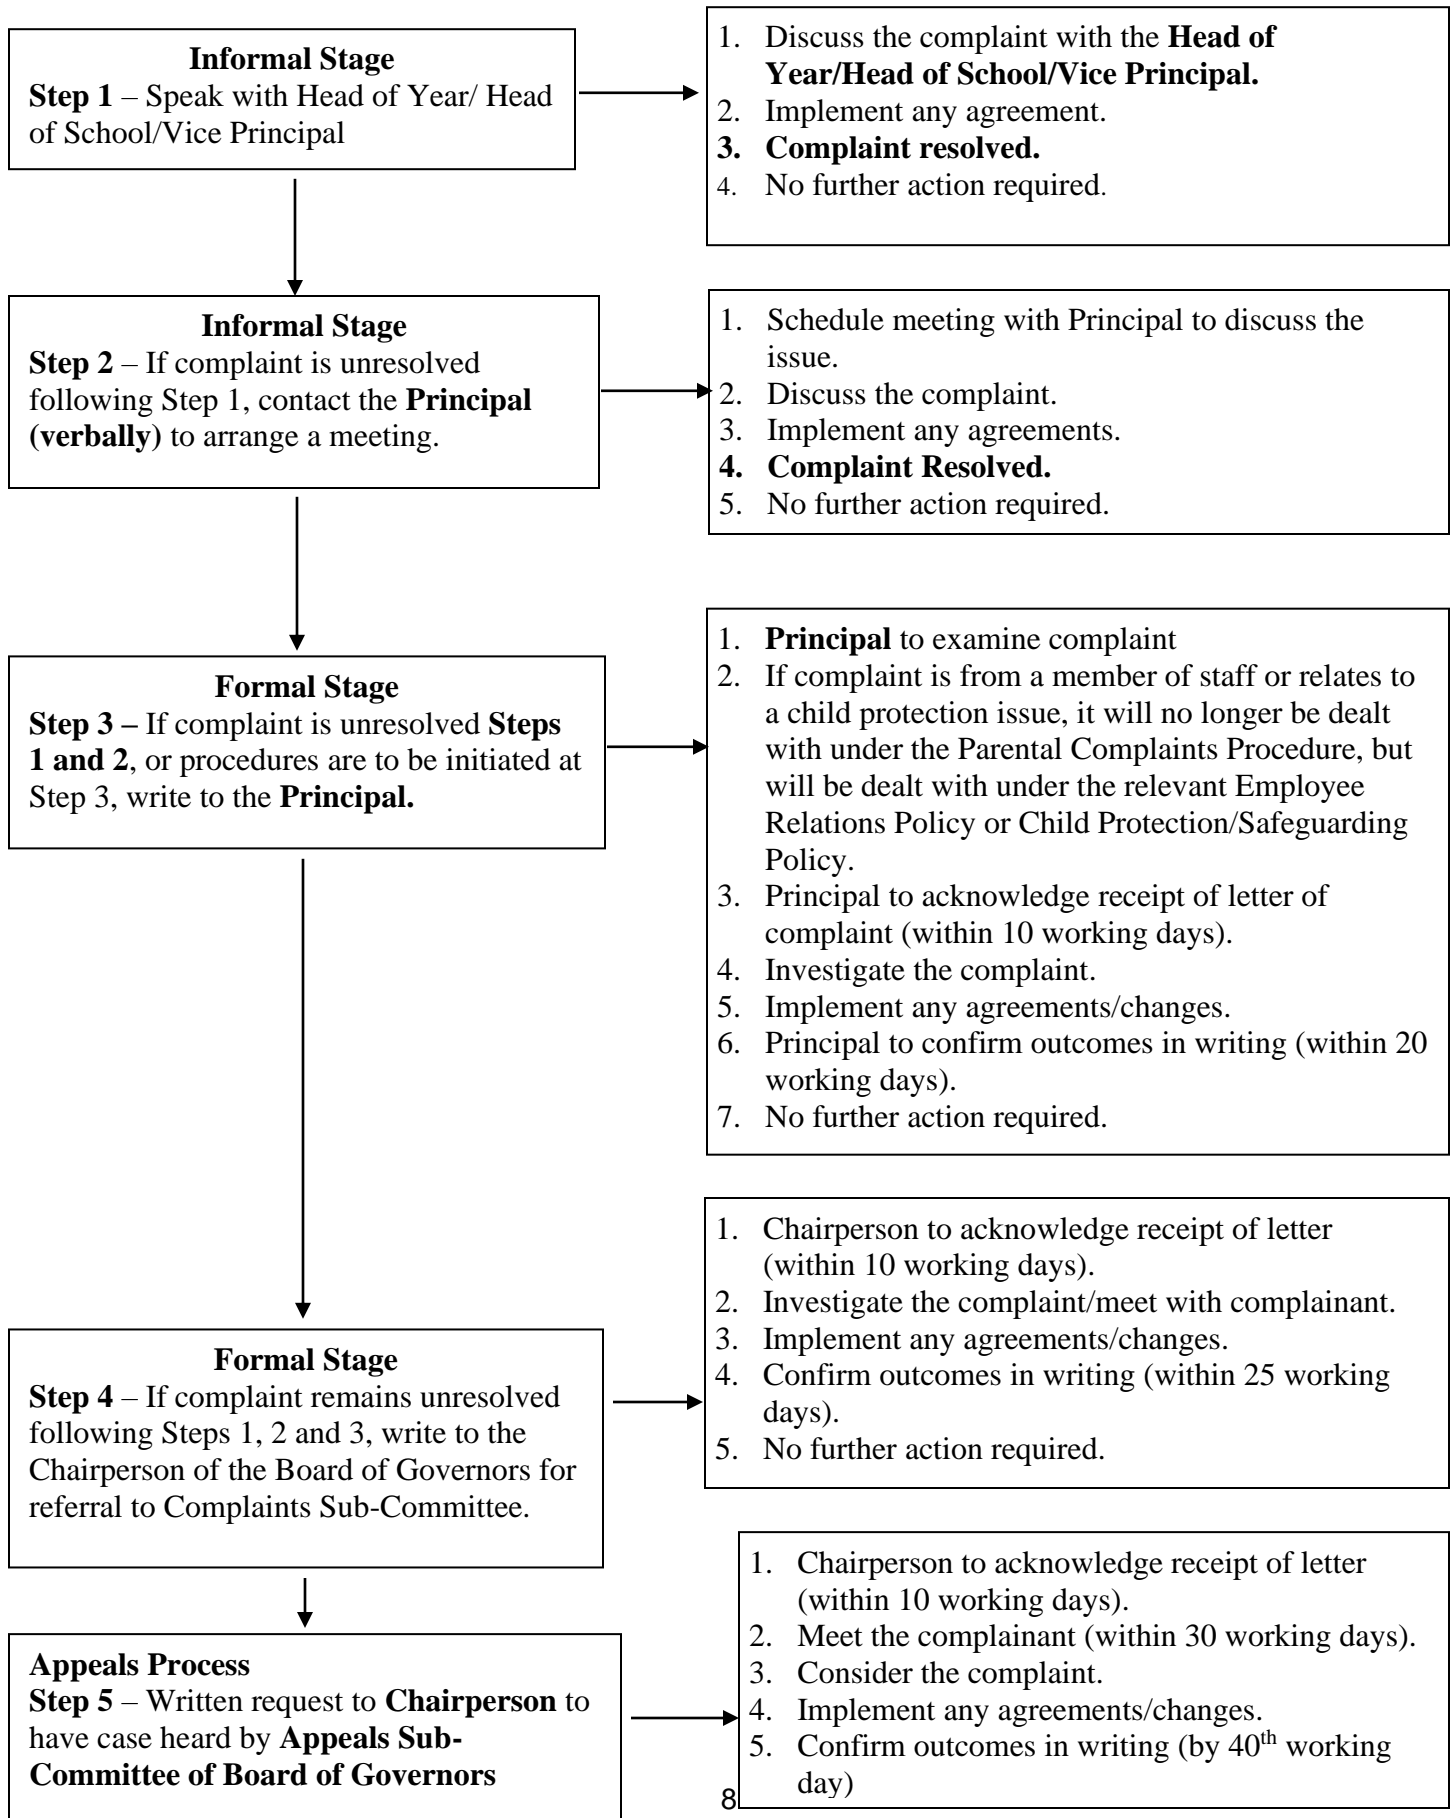 Informal Stage
Step 1 – Speak with Head of Year/ Head
of School/Vice Principal
1. Discuss the complaint with the Head of
Year/Head of School/Vice Principal.
2. Implement any agreement.
3. Complaint resolved.
4. No further action required.
Informal Stage
Step 2 – If complaint is unresolved
following Step 1, contact the Principal
(verbally) to arrange a meeting.
1. Schedule meeting with Principal to discuss the
issue.
2. Discuss the complaint.
3. Implement any agreements.
4. Complaint Resolved.
5. No further action required.
Formal Stage
Step 3 – If complaint is unresolved Steps
1 and 2, or procedures are to be initiated at
Step 3, write to the Principal.
1. Principal to examine complaint
2. If complaint is from a member of staff or relates to
a child protection issue, it will no longer be dealt
with under the Parental Complaints Procedure, but
will be dealt with under the relevant Employee
Relations Policy or Child Protection/Safeguarding
Policy.
3. Principal to acknowledge receipt of letter of
complaint (within 10 working days).
4. Investigate the complaint.
5. Implement any agreements/changes.
6. Principal to confirm outcomes in writing (within 20
working days).
7. No further action required.
Formal Stage
Step 4 – If complaint remains unresolved
following Steps 1, 2 and 3, write to the
Chairperson of the Board of Governors for
referral to Complaints Sub-Committee.
1. Chairperson to acknowledge receipt of letter
(within 10 working days).
2. Investigate the complaint/meet with complainant.
3. Implement any agreements/changes.
4. Confirm outcomes in writing (within 25 working
days).
5. No further action required.
Appeals Process
Step 5 – Written request to Chairperson to
have case heard by Appeals Sub-
Committee of Board of Governors
1. Chairperson to acknowledge receipt of letter
(within 10 working days).
2. Meet the complainant (within 30 working days).
3. Consider the complaint.
4. Implement any agreements/changes.
5. Confirm outcomes in writing (by 40th working
day)
8